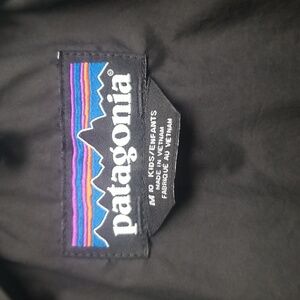 patagonia®
M 10 KIDS/ENFANTS
MADE IN VIETNAM
FABRIQUÉ AU VIETNAM